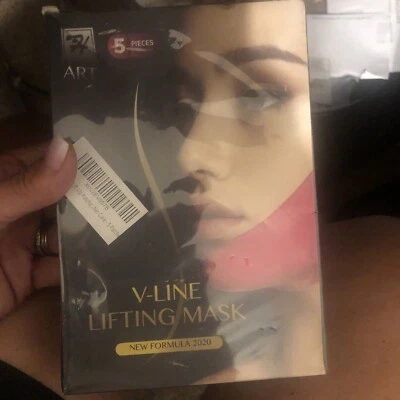 5 PIECES
ART
V-LINE
LIFTING MASK
NEW FORMULA 2020